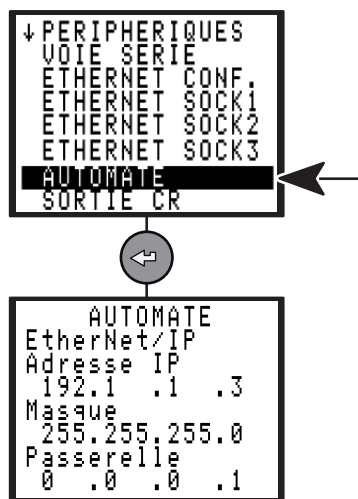 ↓PERIPHERIQUES
VOIE SERIE
ETHERNET CONF.
ETHERNET SOCK1
ETHERNET SOCK2
ETHERNET SOCK3
AUTOMATE
SORTIE CR
AUTOMATE
EtherNet/IP
Adresse IP
192.1 .1 .3
Masque
255.255.255.0
Passerelle
0 .0 .0 .1